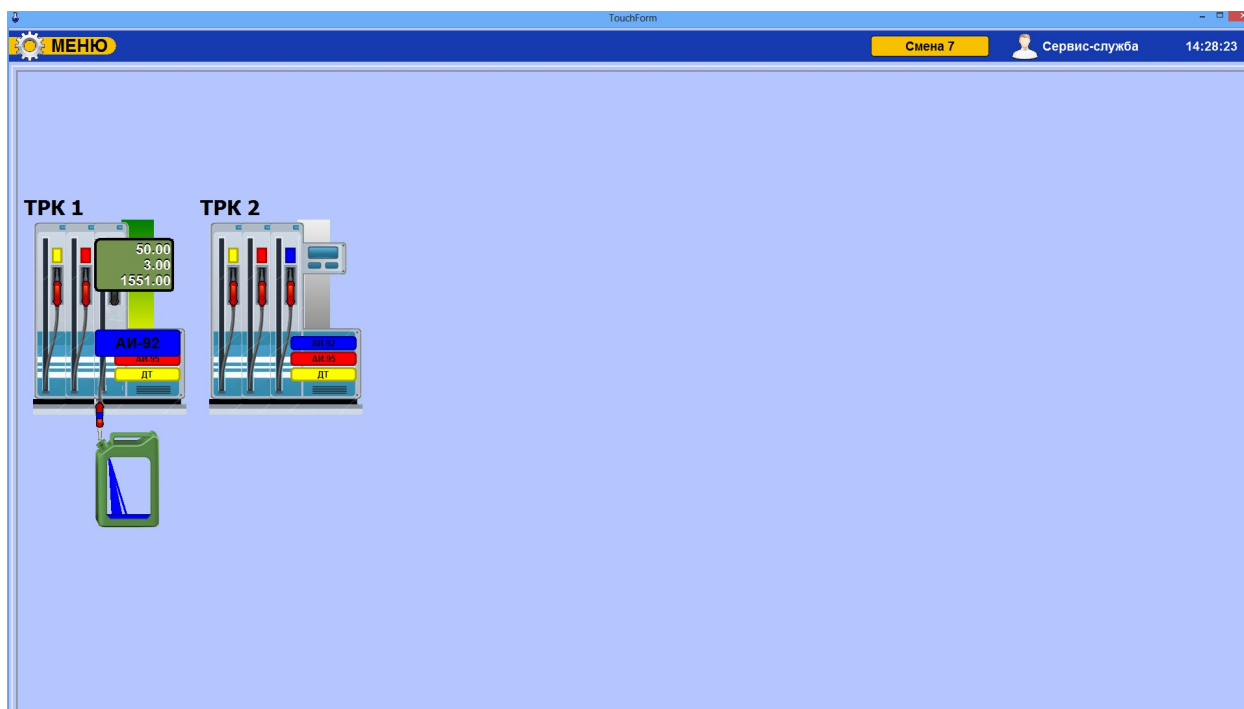 TouchForm
МЕНЮ
Смена 7
Сервис-служба
14:28:23
ТРК 1
ТРК 2
50.00
3.00
1551.00
АИ-92
АИ-95
ДТ
АИ-92
АИ-95
ДТ